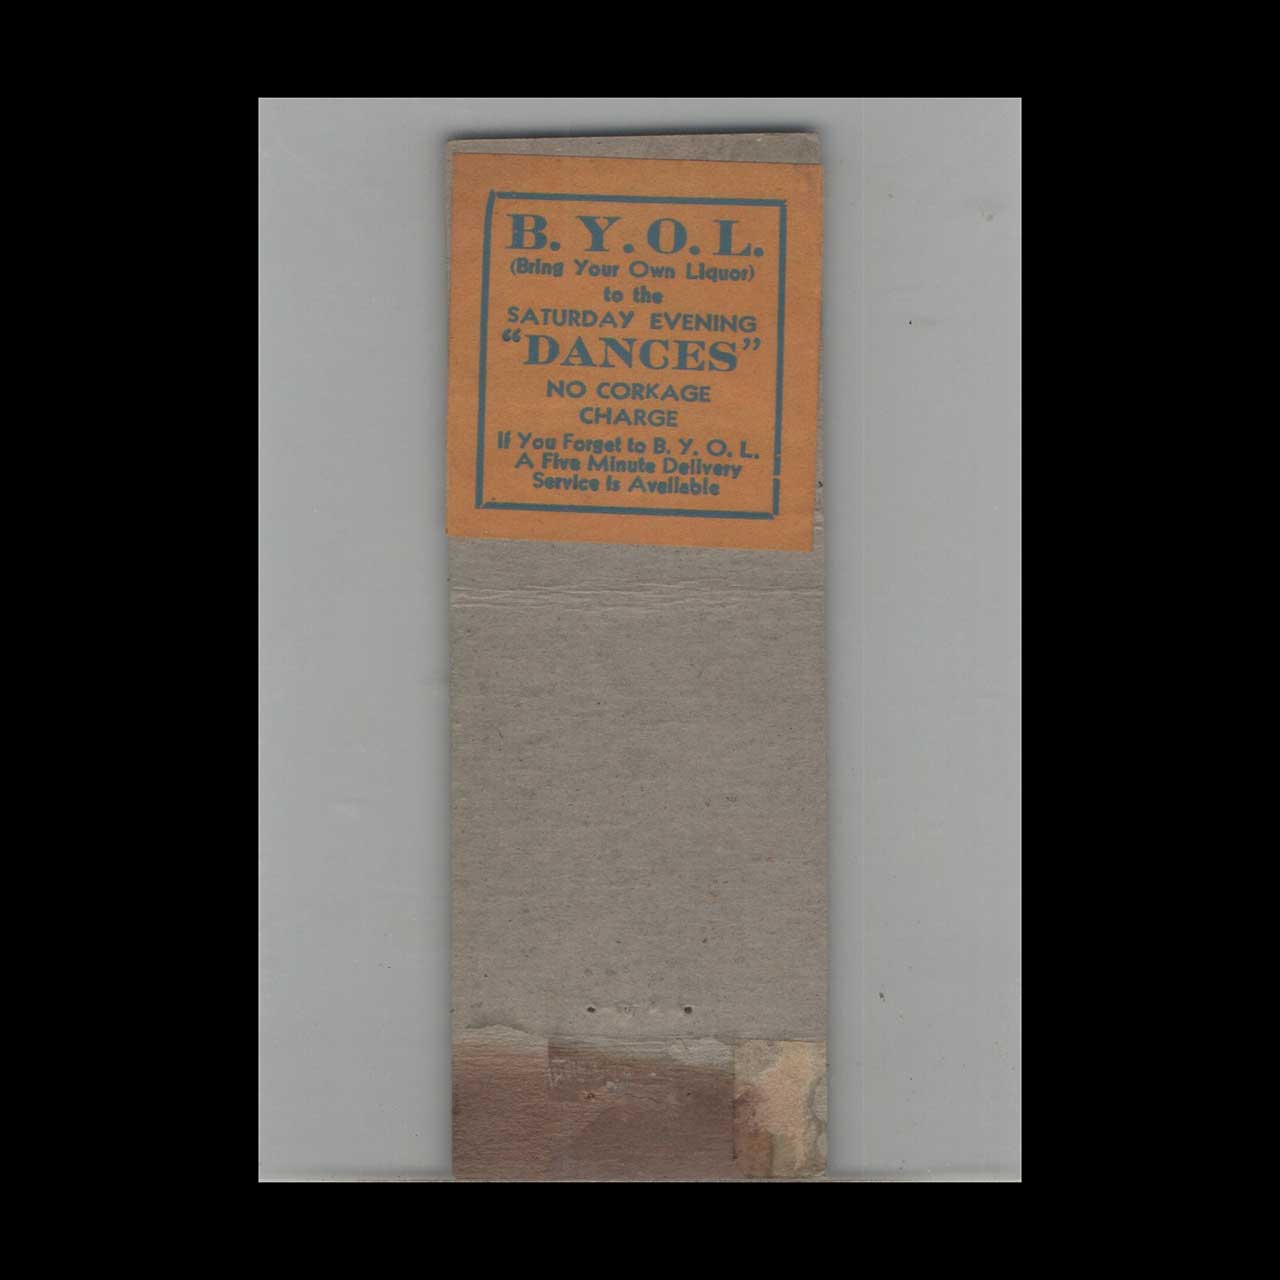 B. Y. O. L.
(Bring Your Own Liquor)
to the
SATURDAY EVENING
“DANCES”
NO CORKAGE
CHARGE
If You Forget to B. Y. O. L.
A Five Minute Delivery
Service is Available